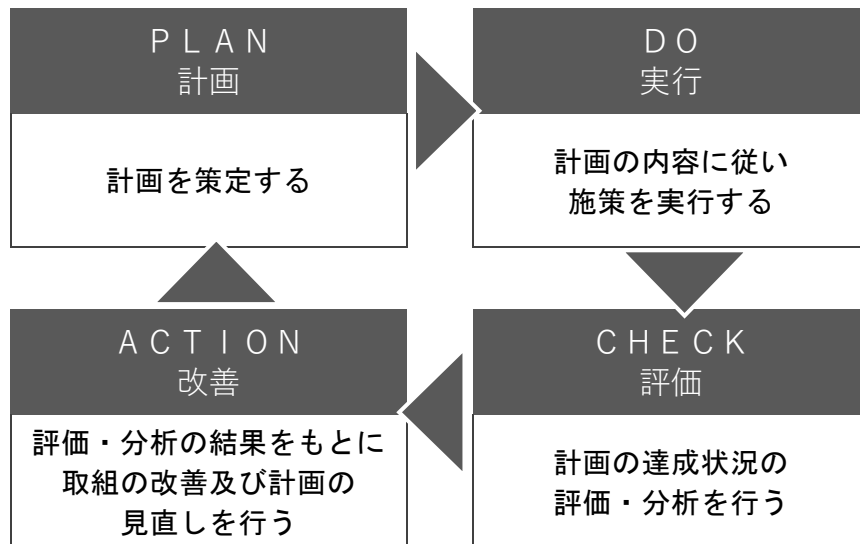 ＰＬＡＮ
計画
計画を策定する
ＤＯ
実行
計画の内容に従い
施策を実行する
ＣＨＥＣＫ
評価
計画の達成状況の
評価・分析を行う
ＡＣＴＩＯＮ
改善
評価・分析の結果をもとに
取組の改善及び計画の
見直しを行う